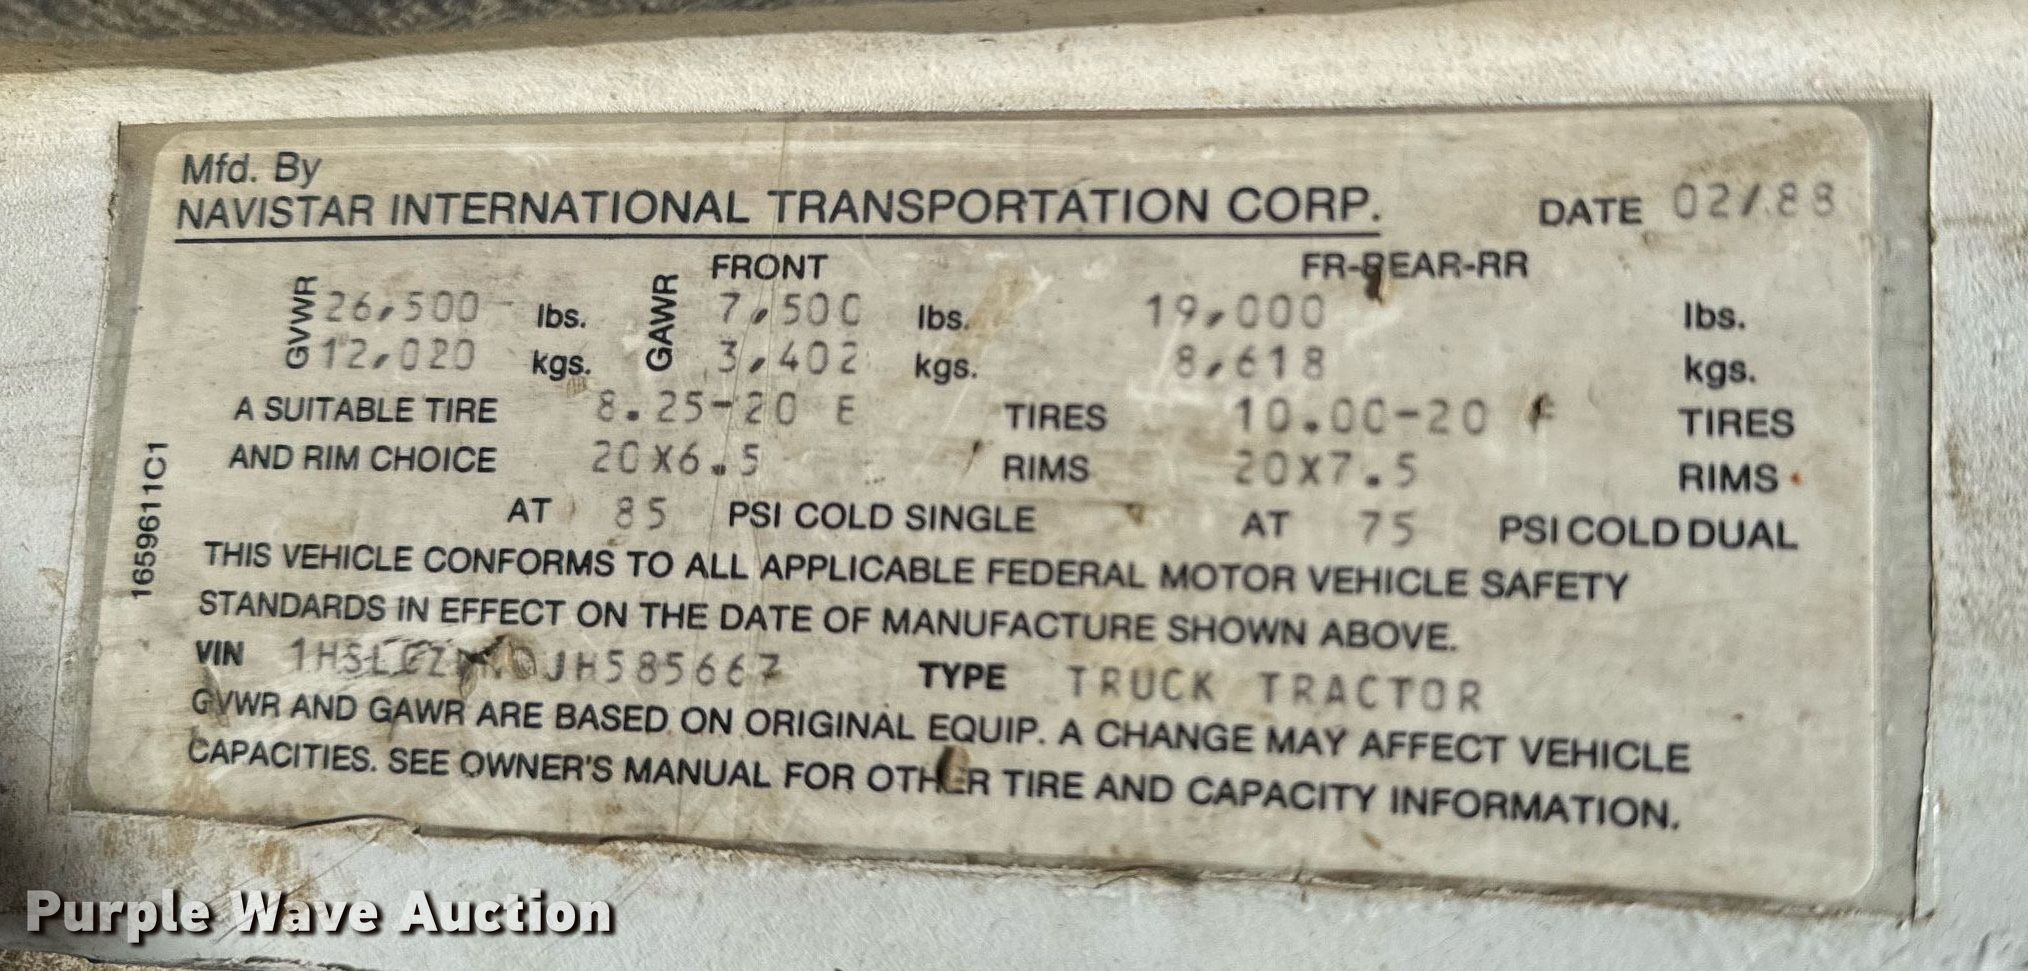 Mfd. By
NAVISTAR INTERNATIONAL TRANSPORTATION CORP. DATE 02/88
FRONT FR-REAR-RR
GVWR 26,500 lbs. GAWR 7,500 lbs. 19,000 lbs.
12,020 kgs. 3,402 kgs. 8,618 kgs.
A SUITABLE TIRE 8.25-20 E TIRES 10.00-20 F TIRES
AND RIM CHOICE 20X6.5 RIMS 20X7.5 RIMS
AT 85 PSI COLD SINGLE AT 75 PSI COLD DUAL
THIS VEHICLE CONFORMS TO ALL APPLICABLE FEDERAL MOTOR VEHICLE SAFETY
STANDARDS IN EFFECT ON THE DATE OF MANUFACTURE SHOWN ABOVE.
VIN TYPE TRUCK TRACTOR
GVWR AND GAWR ARE BASED ON ORIGINAL EQUIP. A CHANGE MAY AFFECT VEHICLE
CAPACITIES. SEE OWNER'S MANUAL FOR OTHER TIRE AND CAPACITY INFORMATION.
1659611C1
Purple Wave Auction